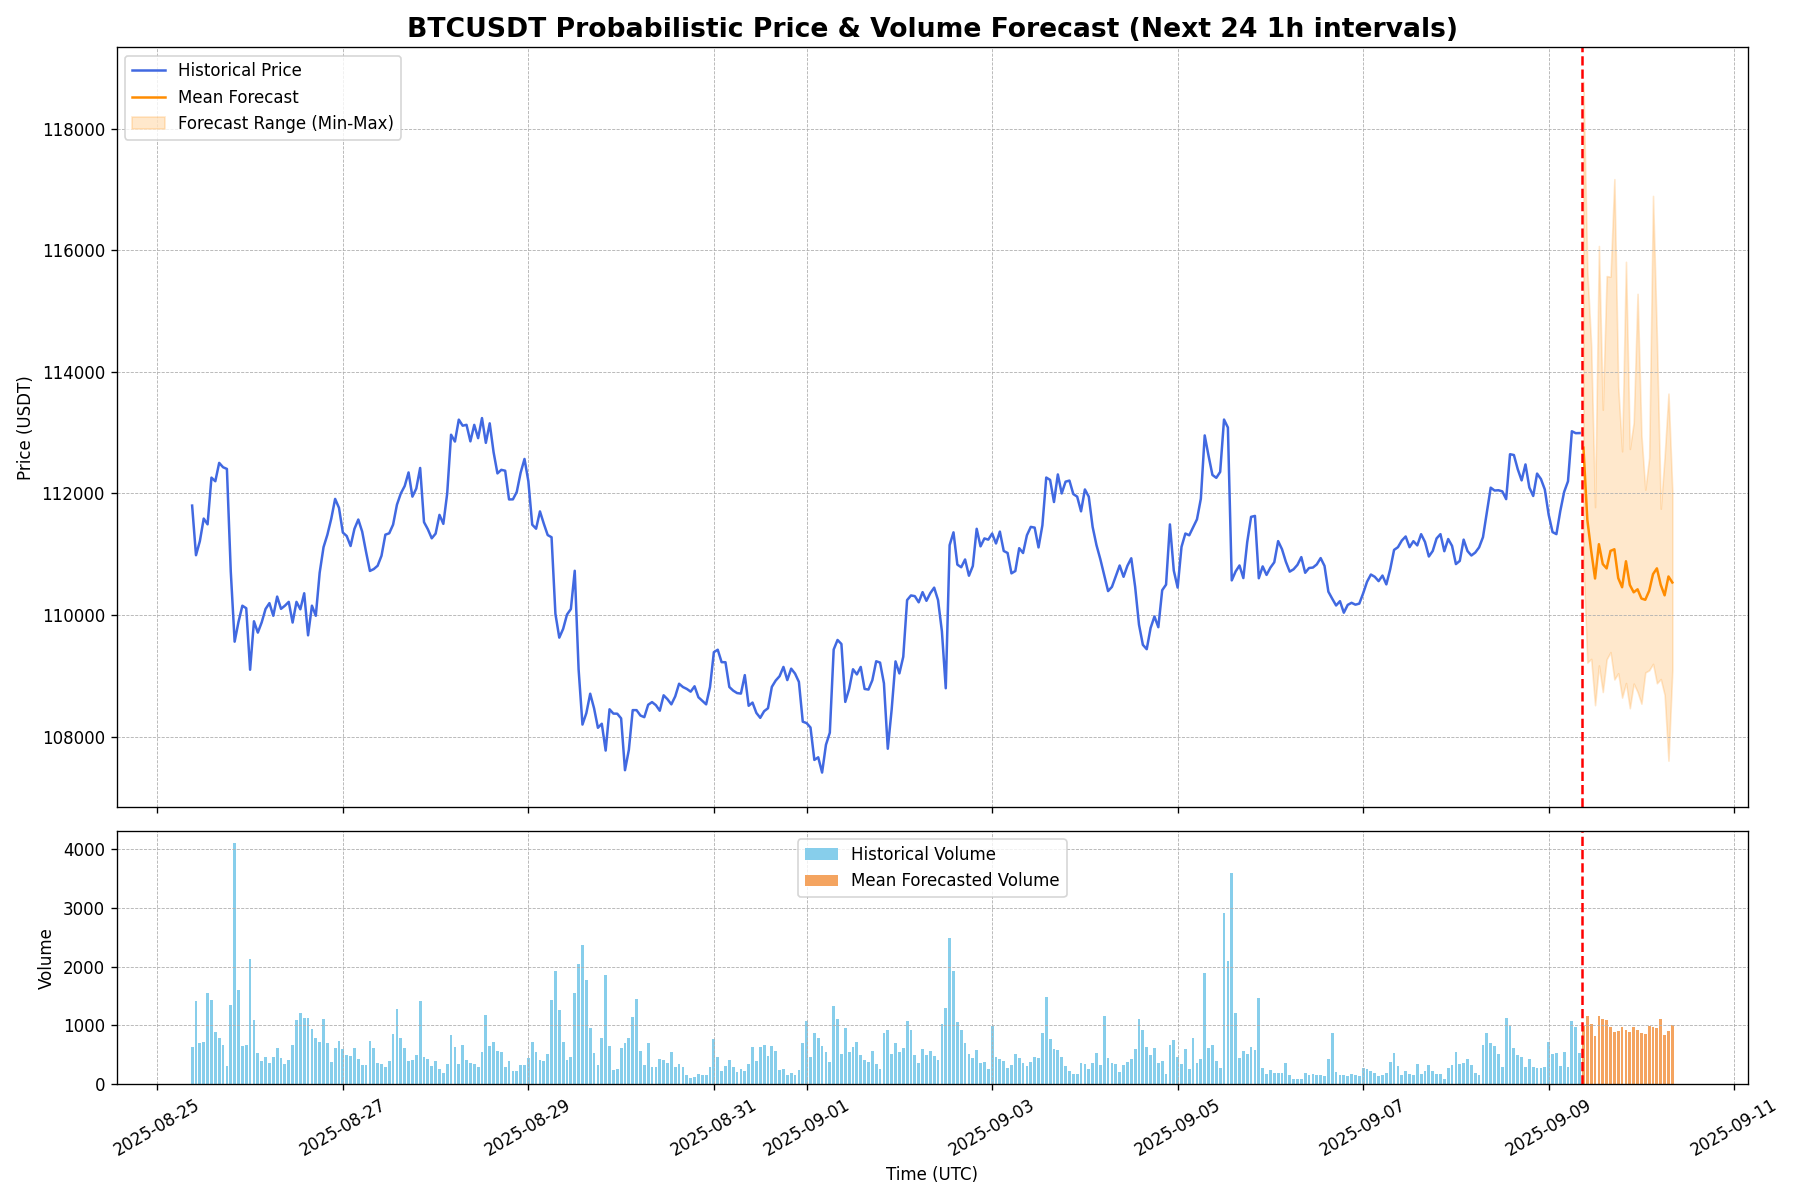 BTCUSDT Probabilistic Price & Volume Forecast (Next 24 1h intervals)
Historical Price
Mean Forecast
Forecast Range (Min-Max)
Price (USDT)
118000
116000
114000
112000
110000
108000
Historical Volume
Mean Forecasted Volume
Volume
4000
3000
2000
1000
0
2025-08-25
2025-08-27
2025-08-29
2025-08-31
2025-09-01
2025-09-03
2025-09-05
2025-09-07
2025-09-09
2025-09-11
Time (UTC)